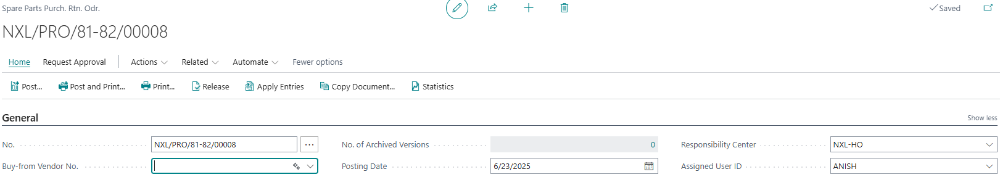 Spare Parts Purch. Rtn. Odr.
Saved
NXL/PRO/81-82/00008
Home Request Approval Actions Related Automate Fewer options
Post... Post and Print... Print... Release Apply Entries Copy Document... Statistics
General Show less
No. NXL/PRO/81-82/00008 ... No. of Archived Versions 0 Responsibility Center NXL-HO
Buy-from Vendor No. Posting Date 6/23/2025 Assigned User ID ANISH